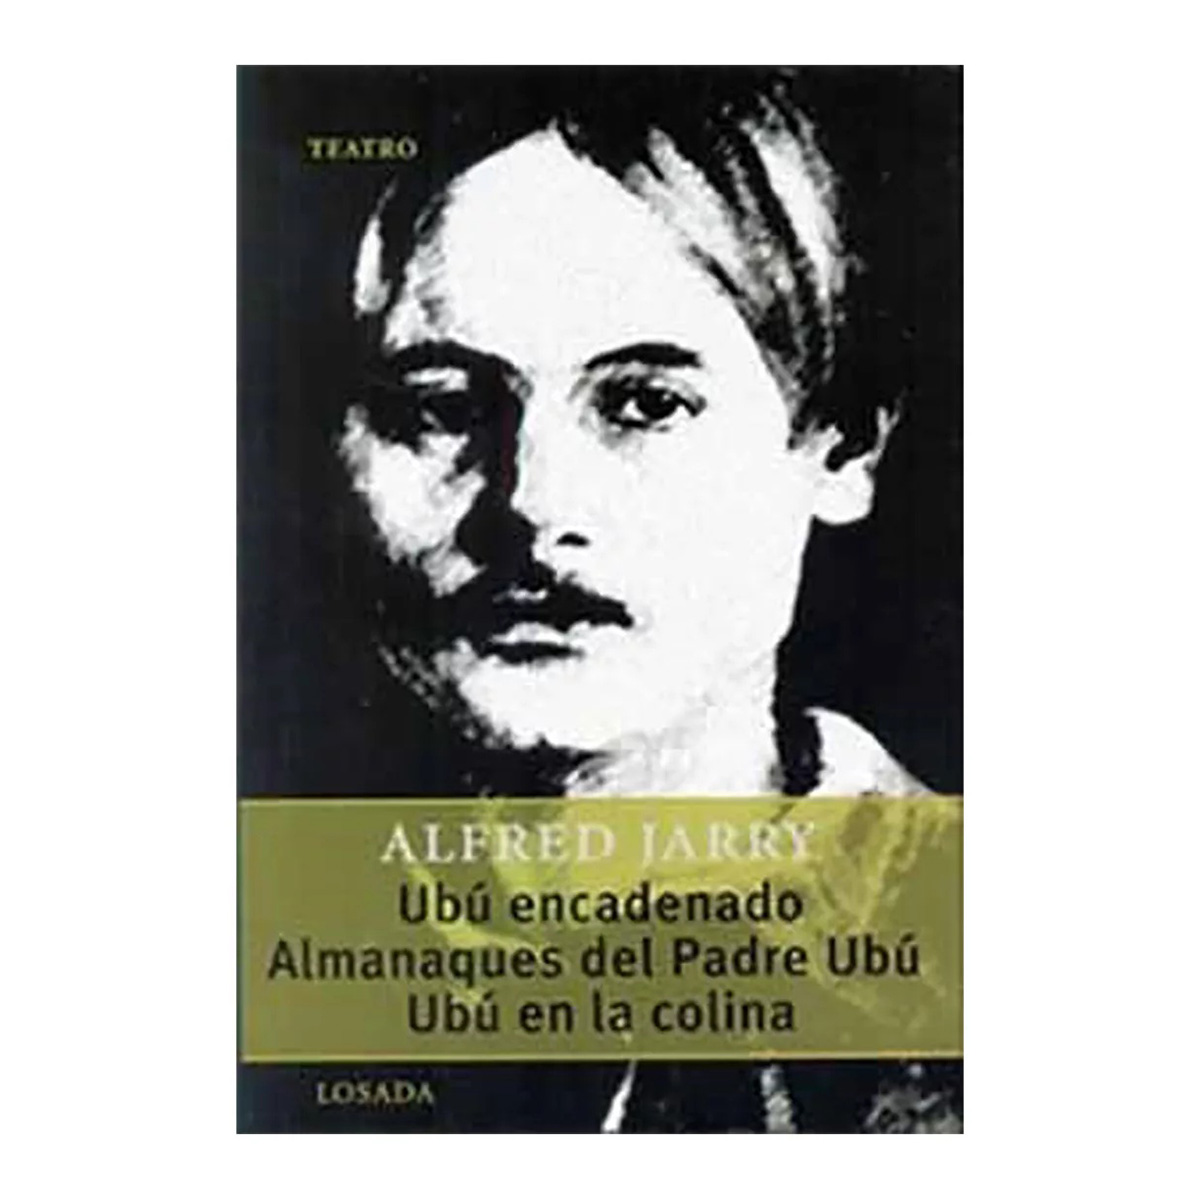 TEATRO
ALFRED JARRY
Ubú encadenado
Almanaques del Padre Ubú
Ubú en la colina
LOSADA